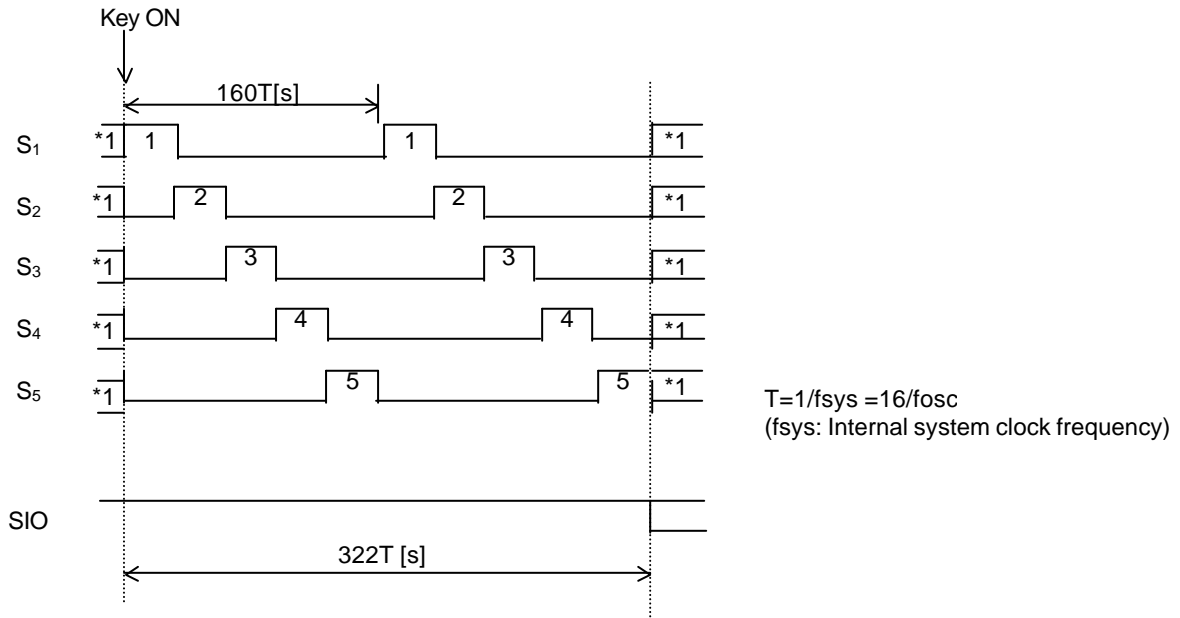 Key ON
160T[s]
S₁ *1 1 1 *1
S₂ *1 2 2 *1
S₃ *1 3 3 *1
S₄ *1 4 4 *1
S₅ *1 5 5 *1
T=1/fsys =16/fosc
(fsys: Internal system clock frequency)
SIO
322T [s]